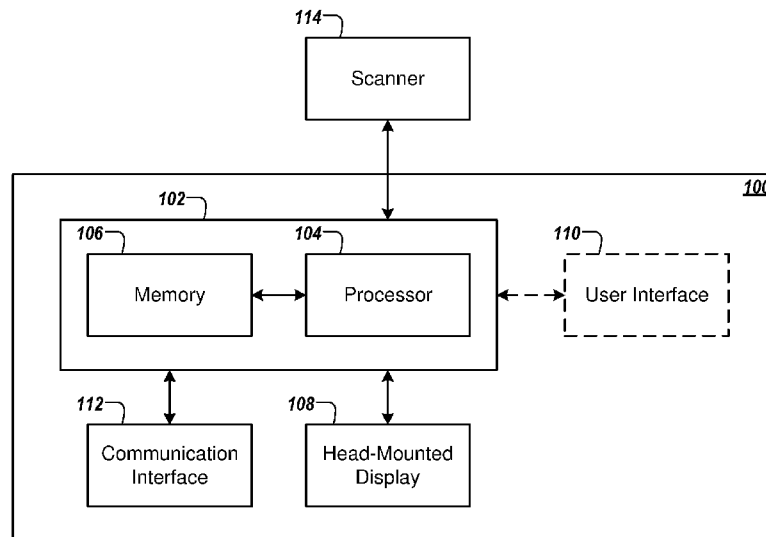 114
Scanner
100
102
106
104
110
Memory
Processor
User Interface
112
108
Communication
Interface
Head-Mounted
Display